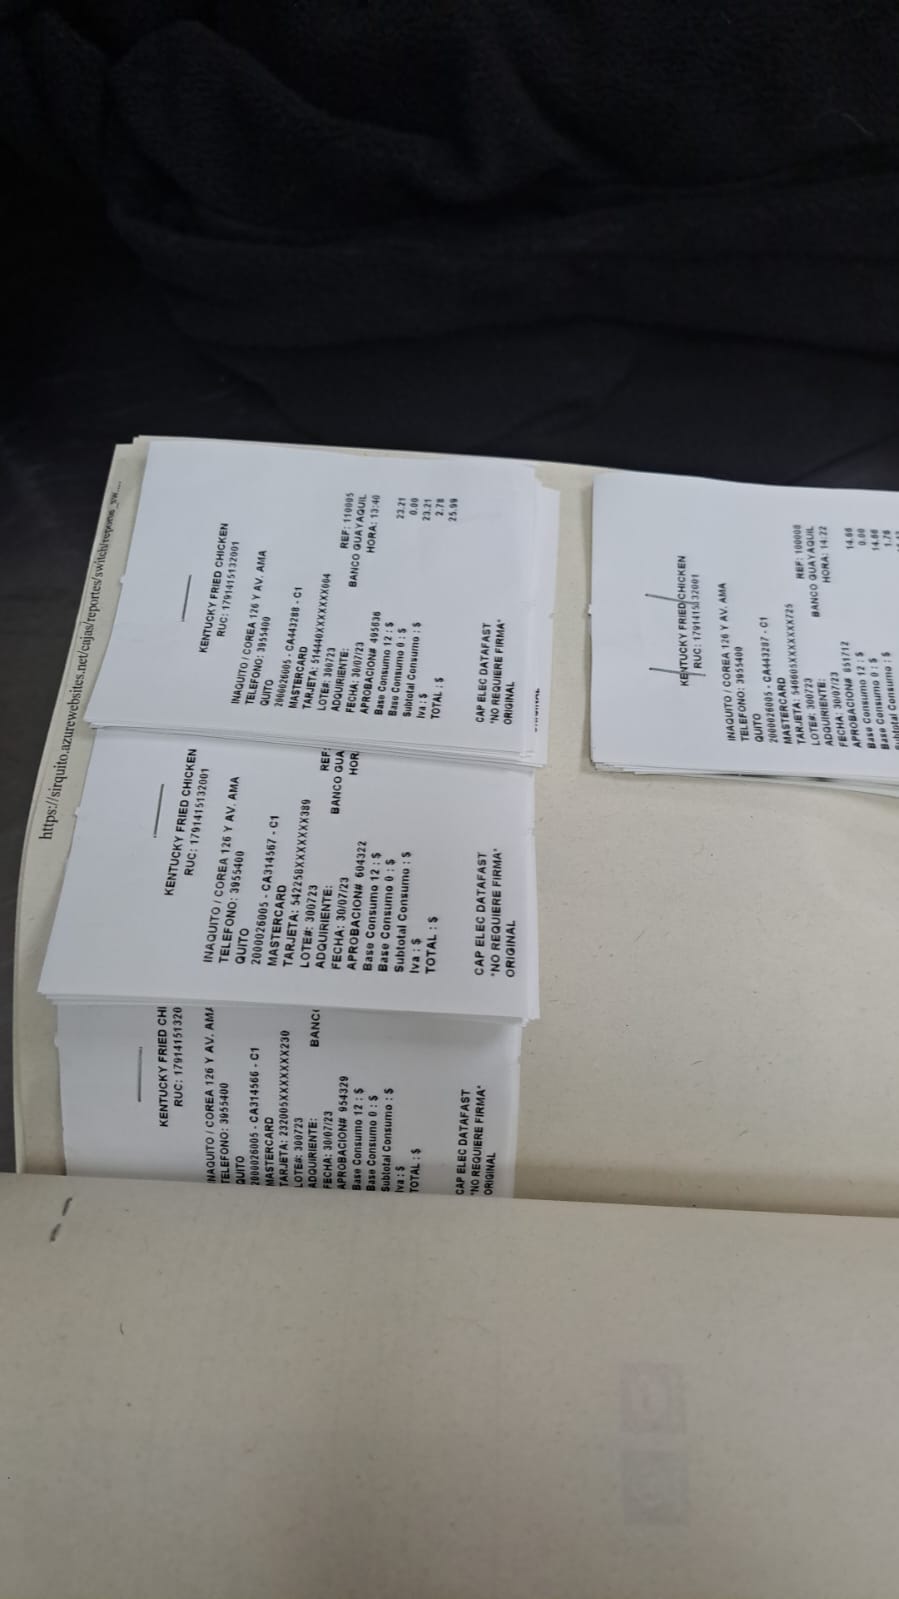 https://sirquito.azurewebsites.net/cajas/reportes/switch/reporte_sw....
KENTUCKY FRIED CHI
RUC: 17914151320
INAQUITO / COREA 126 Y AV. AMA
TELEFONO: 3955400
QUITO
2000026005 - CA314566 - C1
MASTERCARD
TARJETA: 232005XXXXXXX230
LOTE#: 300723
ADQUIRIENTE: BANC
FECHA: 30/07/23
APROBACION# 954329
Base Consumo 12 : $
Base Consumo 0 : $
Subtotal Consumo : $
Iva : $
TOTAL : $
CAP ELEC DATAFAST
*NO REQUIERE FIRMA*
ORIGINAL
KENTUCKY FRIED CHICKEN
RUC: 1791415132001
INAQUITO / COREA 126 Y AV. AMA
TELEFONO: 3955400
QUITO
2000026005 - CA314567 - C1
MASTERCARD
TARJETA: 542258XXXXXXX389
LOTE#: 300723 REF:
ADQUIRIENTE: BANCO GUA
FECHA: 30/07/23 HOR
APROBACION# 604322
Base Consumo 12 : $
Base Consumo 0 : $
Subtotal Consumo : $
Iva : $
TOTAL : $
CAP ELEC DATAFAST
*NO REQUIERE FIRMA*
ORIGINAL
KENTUCKY FRIED CHICKEN
RUC: 1791415132001
INAQUITO / COREA 126 Y AV. AMA
TELEFONO: 3955400
QUITO
2000026005 - CA443288 - C1
MASTERCARD
TARJETA: 514440XXXXXXX004
LOTE#: 300723 REF: 110005
ADQUIRIENTE: BANCO GUAYAQUIL
FECHA: 30/07/23 HORA: 13:40
APROBACION# 495636
Base Consumo 12 : $ 23.21
Base Consumo 0 : $ 0.00
Subtotal Consumo : $ 23.21
Iva : $ 2.78
TOTAL : $ 25.99
CAP ELEC DATAFAST
*NO REQUIERE FIRMA*
ORIGINAL
ORIGINAL
KENTUCKY FRIED CHICKEN
RUC: 1791415132001
INAQUITO / COREA 126 Y AV. AMA
TELEFONO: 3955400
QUITO
2000026005 - CA443287 - C1
MASTERCARD
TARJETA: 546605XXXXXXX725
LOTE#: 300723 REF: 100008
ADQUIRIENTE: BANCO GUAYAQUIL
FECHA: 30/07/23 HORA: 14:22
APROBACION# 651712
Base Consumo 12 : $ 14.66
Base Consumo 0 : $ 0.00
Subtotal Consumo : $ 14.66
1.76